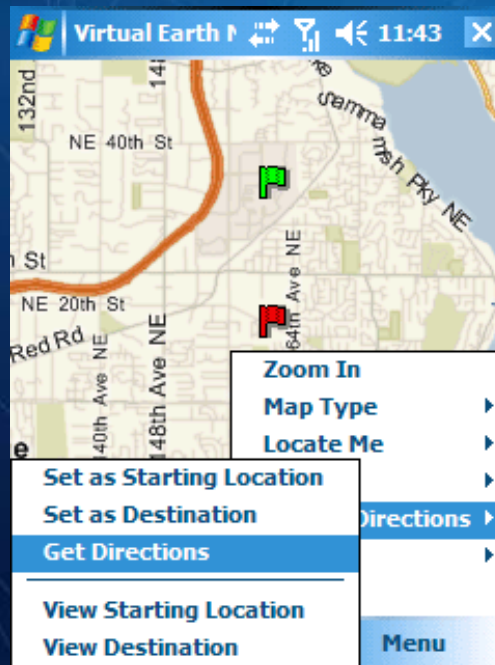 Virtual Earth 11:43
132nd
148
NE 40th St
Samma
mish Pky NE
St
NE 20th St
Red Rd
140th Ave NE
148th Ave NE
64th Ave NE
e
Zoom In
Map Type
Locate Me
Directions
Set as Starting Location
Set as Destination
Get Directions
View Starting Location
View Destination
Menu